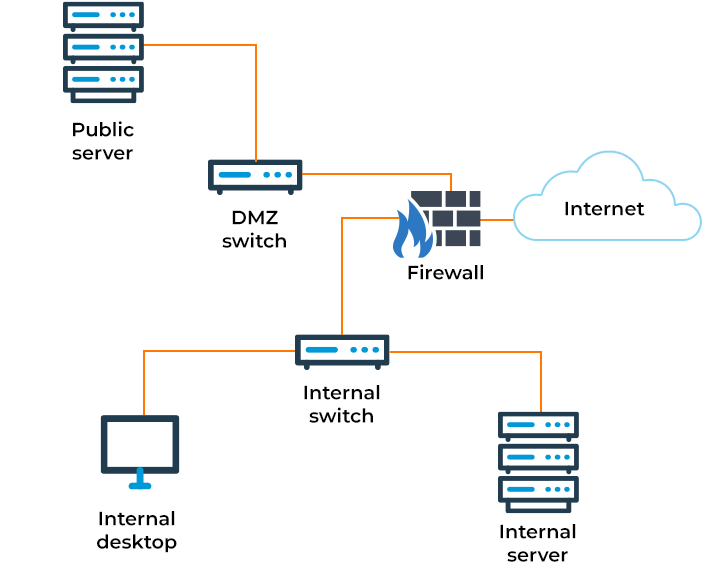 Public
server
DMZ
switch
Internet
Firewall
Internal
switch
Internal
desktop
Internal
server